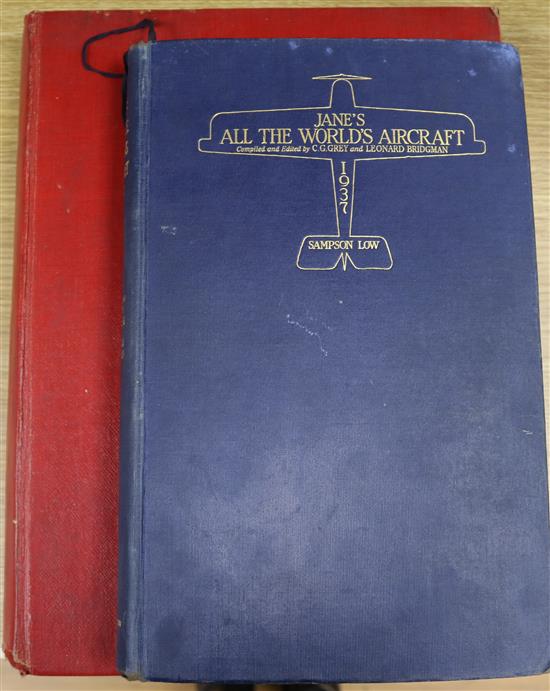 JANE'S
ALL THE WORLD'S AIRCRAFT
Compiled and Edited by C.G. GREY and LEONARD BRIDGMAN
1937
SAMPSON LOW